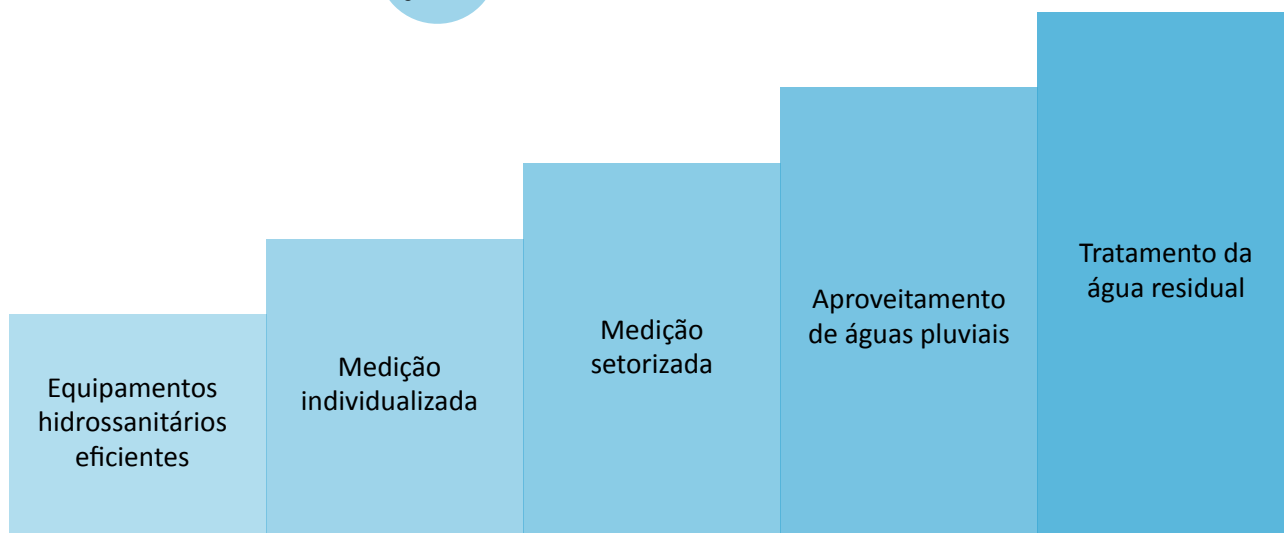 Equipamentos
hidrossanitários
eficientes
Medição
individualizada
Medição
setorizada
Aproveitamento
de águas pluviais
Tratamento da
água residual